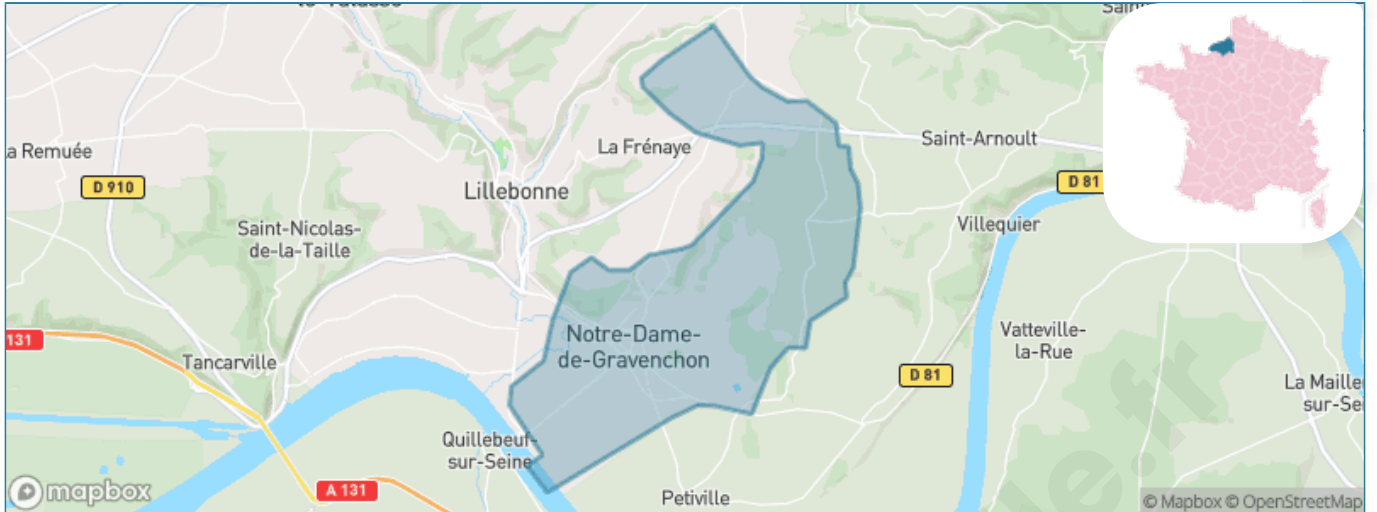 Saint-Arnoult
La Frénaye
a Remuée
D 910
Lillebonne
D 81
Saint-Nicolas-
de-la-Taille
Villequier
131
Notre-Dame-
de-Gravenchon
Vatteville-
la-Rue
Tancarville
D 81
La Maille
sur-Se
Quillebeuf-
sur-Seine
A 131
Petiville
mapbox
© Mapbox © OpenStreetMap